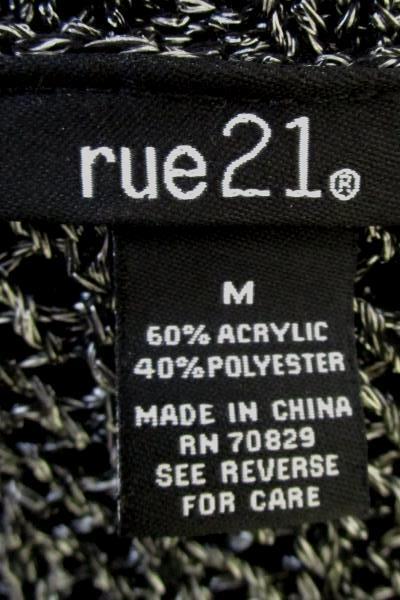 rue21®
M
60% ACRYLIC
40% POLYESTER
MADE IN CHINA
RN 70829
SEE REVERSE
FOR CARE